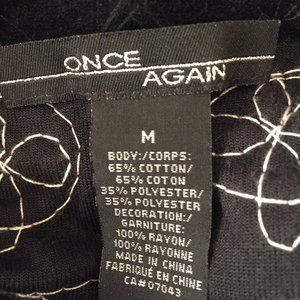 ONCE
AGAIN
M
BODY:/CORPS:
65% COTTON/
65% COTON
35% POLYESTER/
35% POLYESTER
DECORATION:/
GARNITURE:
100% RAYON/
100% RAYONNE
MADE IN CHINA
FABRIQUÉ EN CHINE
CA# 07043